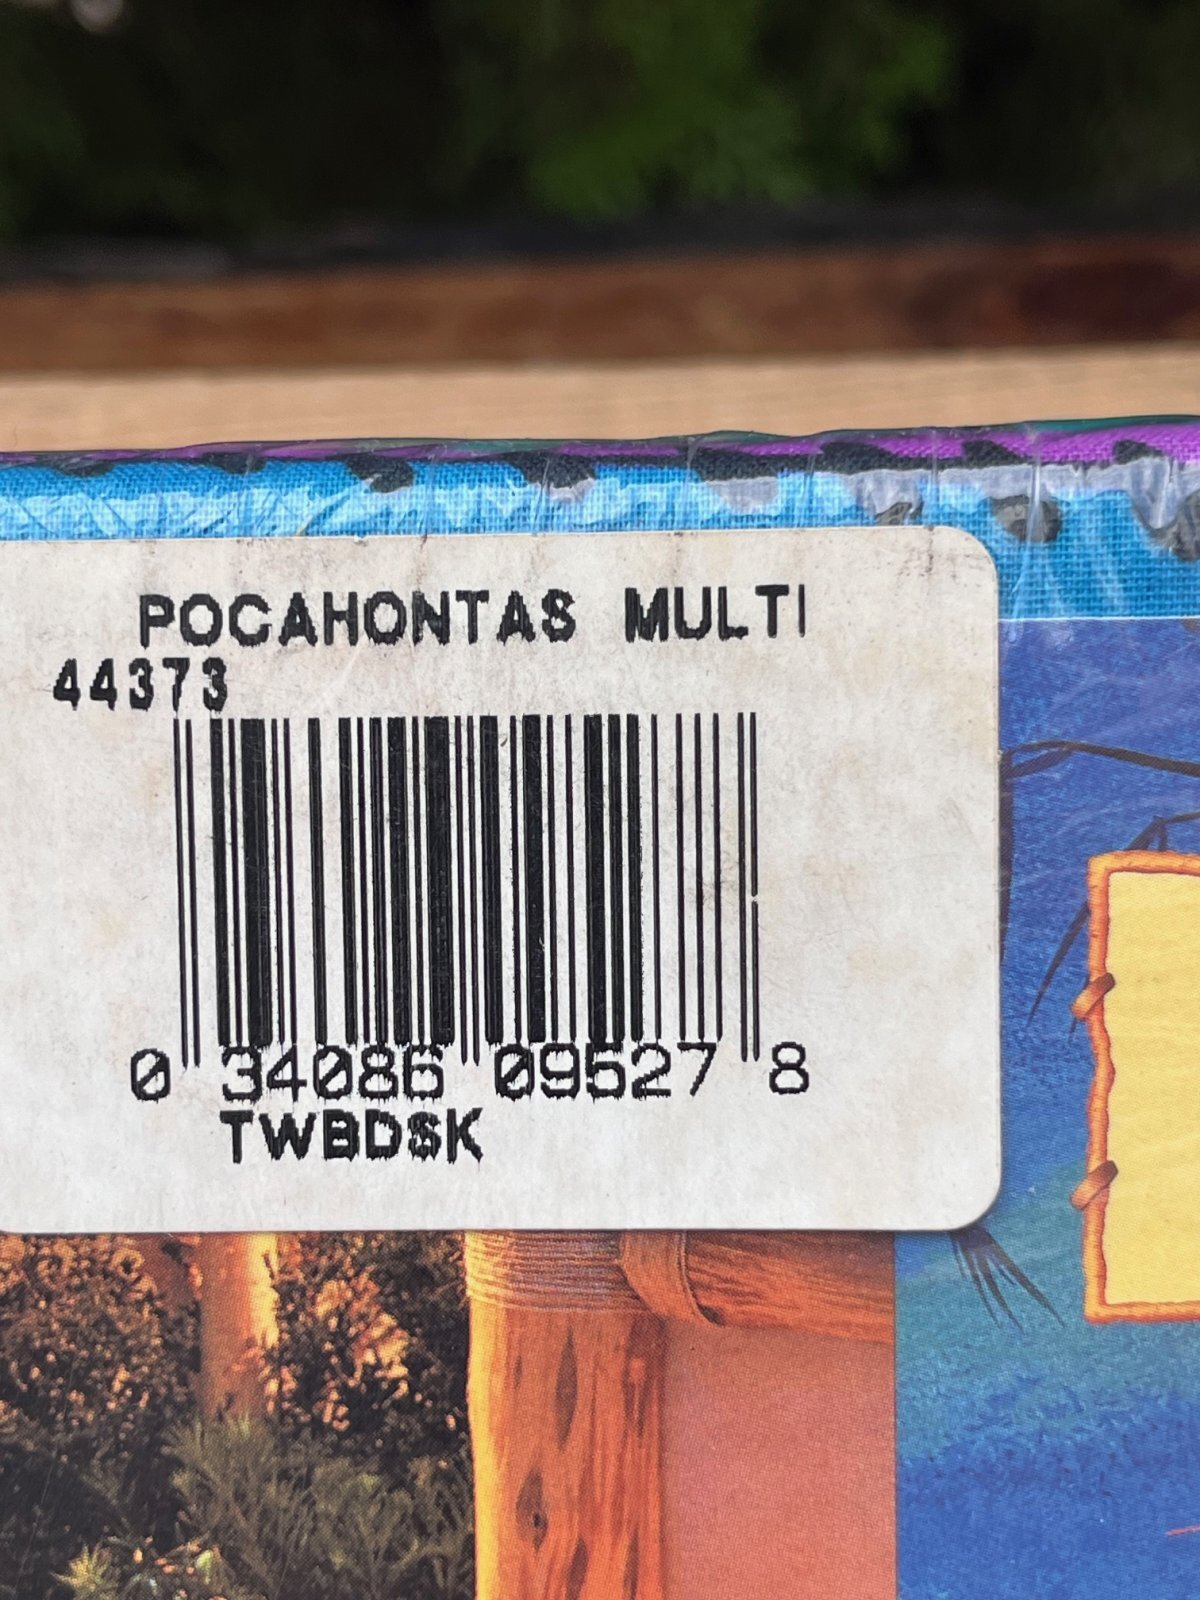 POCAHONTAS MULTI
44373
0 34086 09527 8
TWBDSK